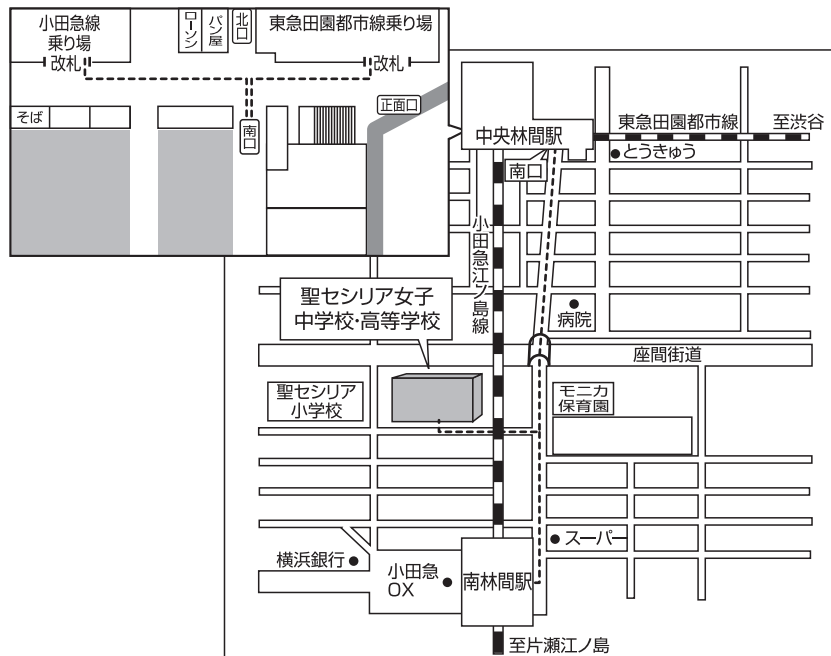 小田急線
乗り場
改札
ローソン
パン屋
北口
東急田園都市線乗り場
改札
そば
南口
正面口
中央林間駅
南口
東急田園都市線
至渋谷
とうきゅう
小田急江ノ島線
病院
聖セシリア女子
中学校・高等学校
座間街道
聖セシリア
小学校
モニカ
保育園
スーパー
横浜銀行
小田急
OX
南林間駅
至片瀬江ノ島